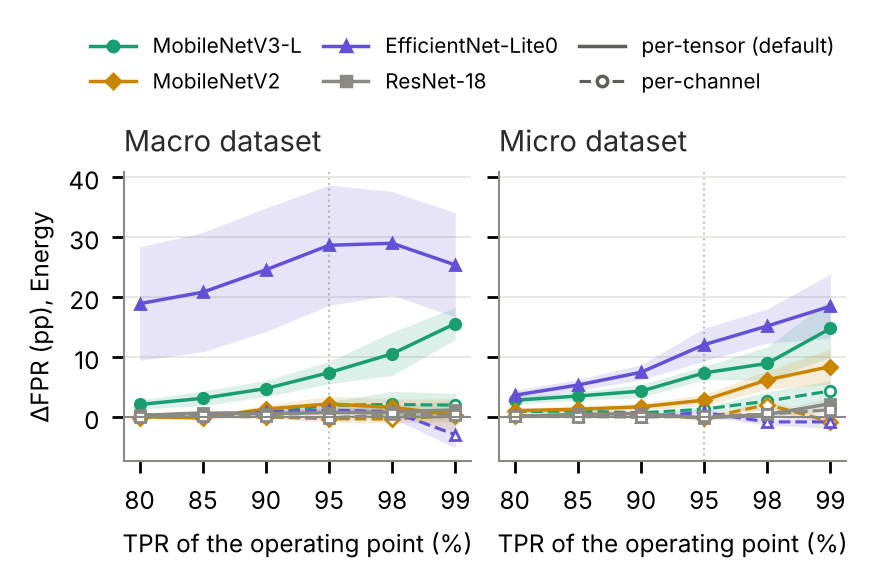 MobileNetV3-L EfficientNet-Lite0 per-tensor (default)
MobileNetV2 ResNet-18 per-channel
Macro dataset Micro dataset
40
30
20
10
0
ΔFPR (pp), Energy
80 85 90 95 98 99 80 85 90 95 98 99
TPR of the operating point (%) TPR of the operating point (%)